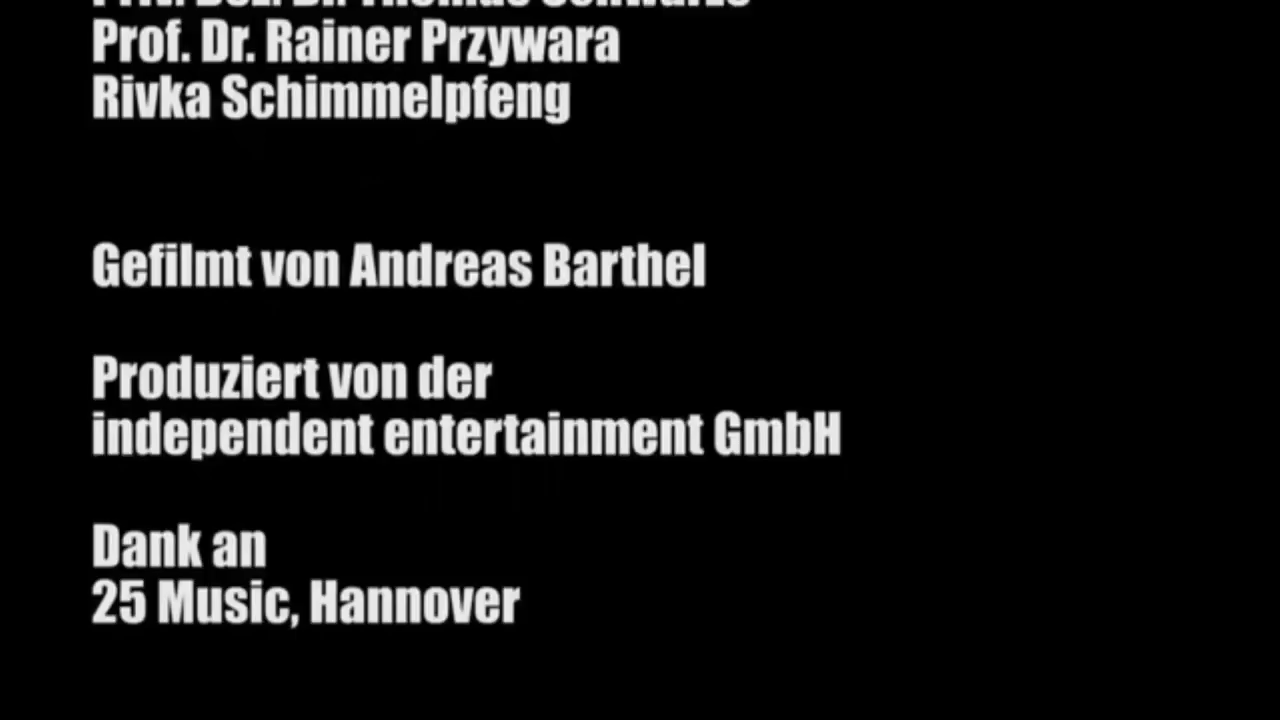 Prof. Dr. Rainer Przywara
Rivka Schimmelpfeng
Gefilmt von Andreas Barthel
Produziert von der
independent entertainment GmbH
Dank an
25 Music, Hannover